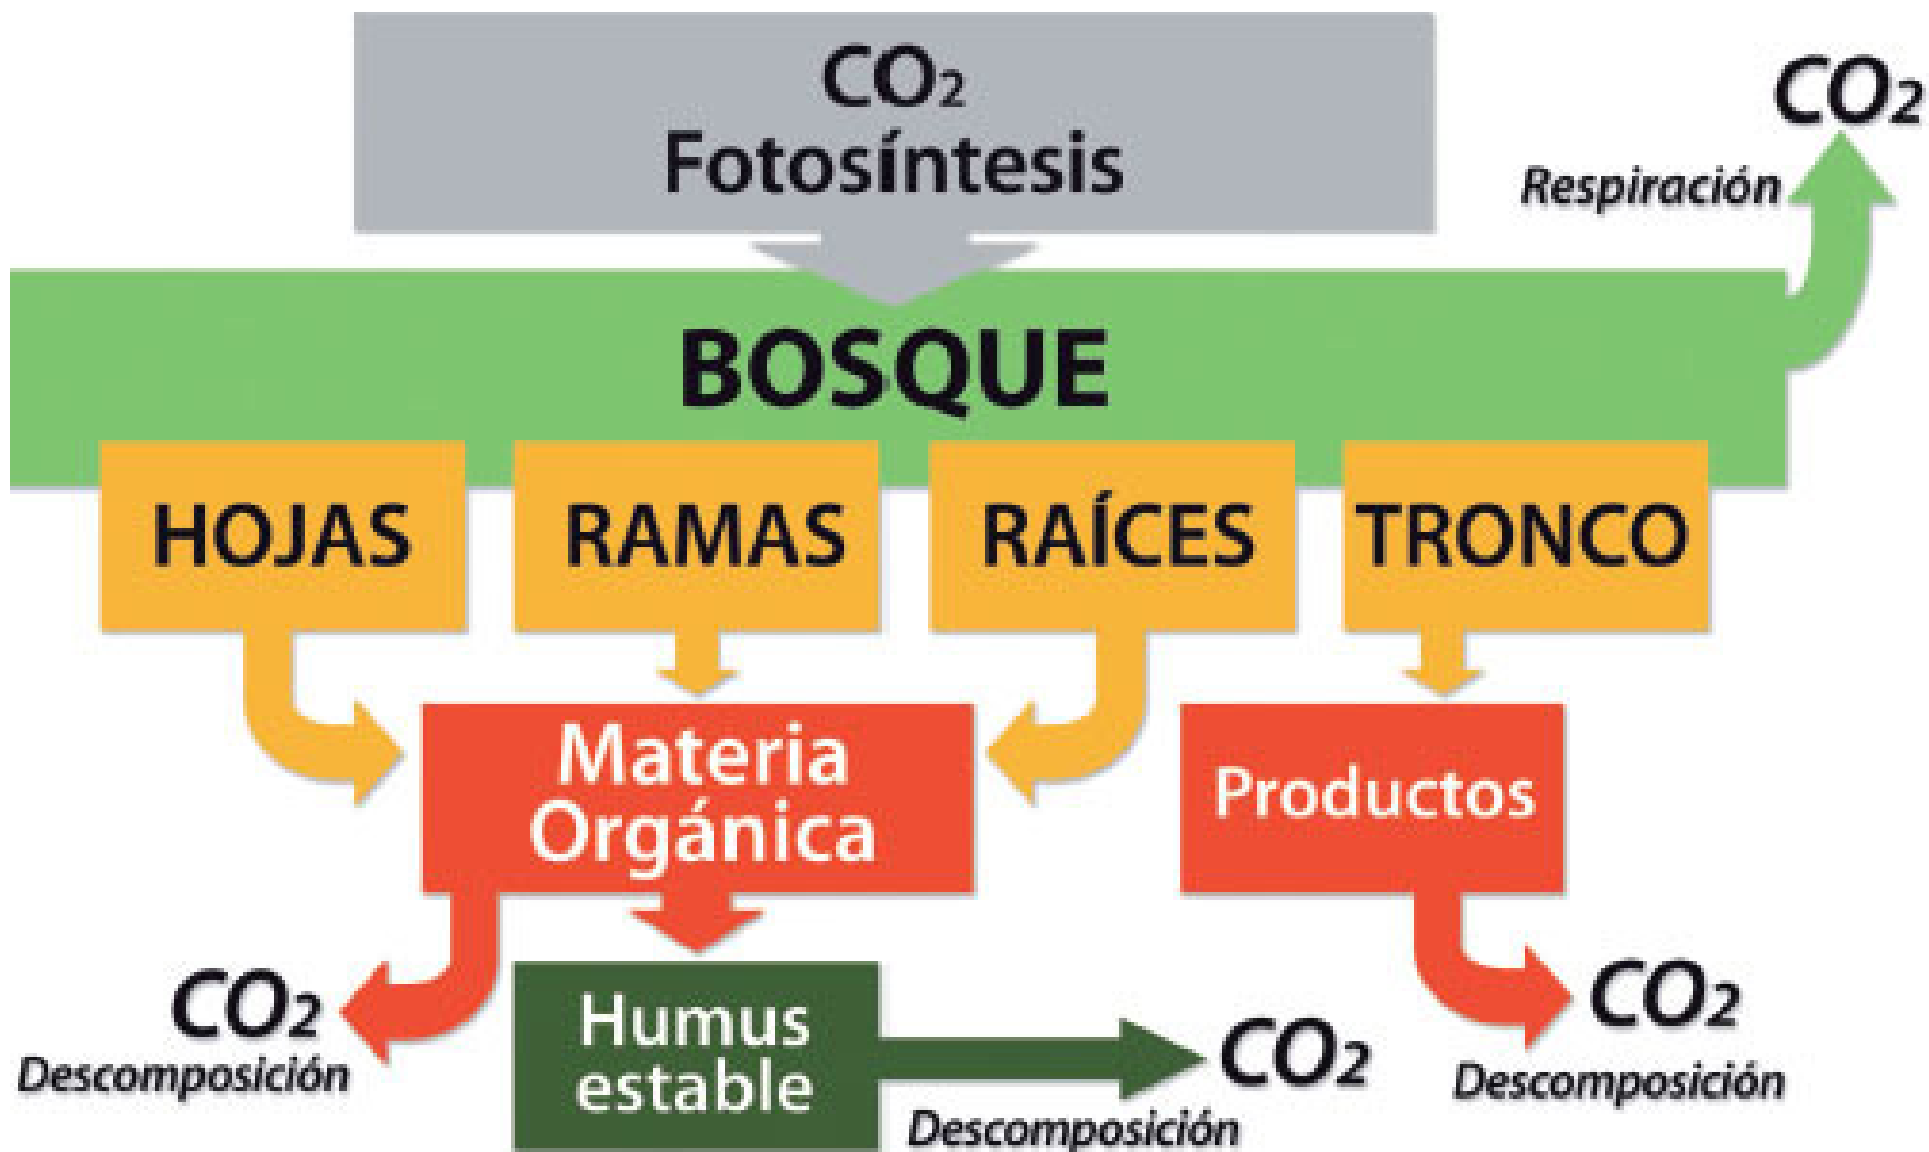 CO₂
Fotosíntesis
CO₂
Respiración
BOSQUE
HOJAS
RAMAS
RAÍCES
TRONCO
Materia
Orgánica
Productos
CO₂
Descomposición
Humus
estable
CO₂
Descomposición
CO₂
Descomposición